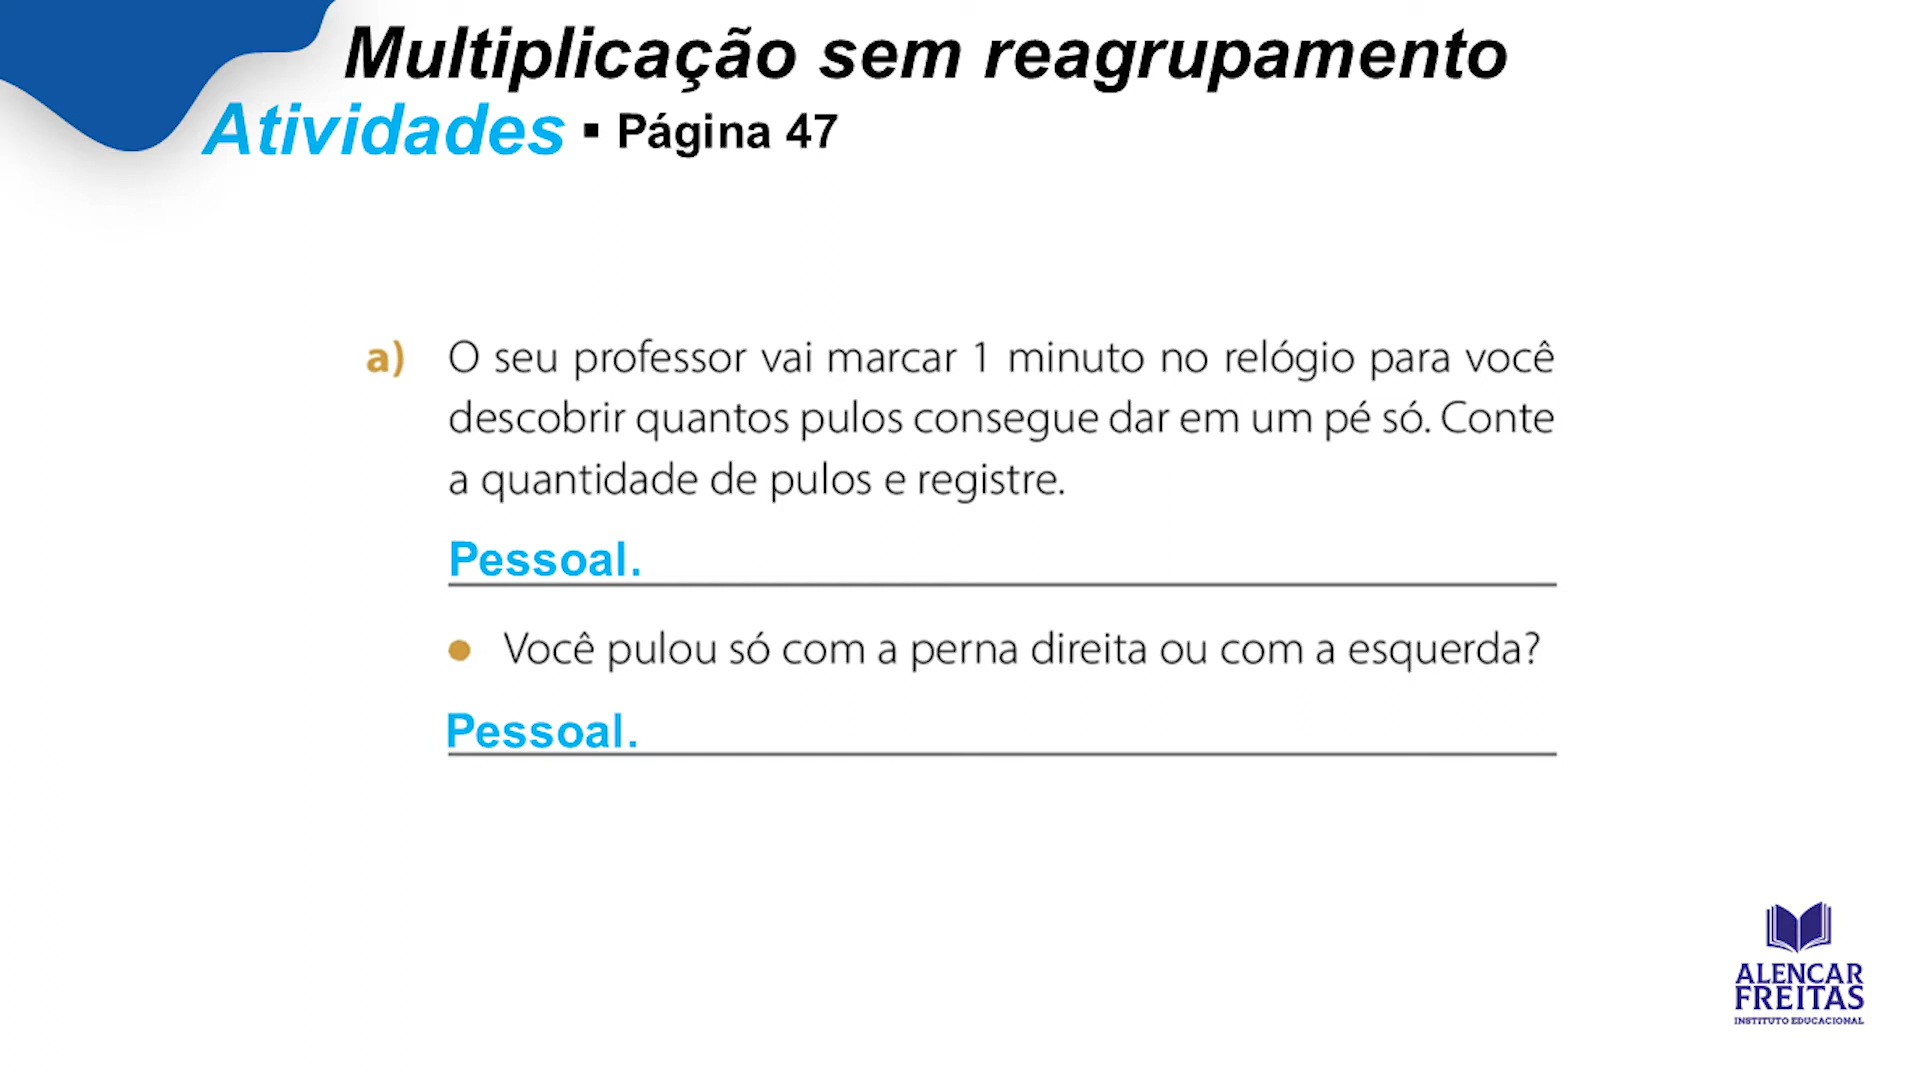 Multiplicação sem reagrupamento
Atividades ▪ Página 47
a) O seu professor vai marcar 1 minuto no relógio para você
descobrir quantos pulos consegue dar em um pé só. Conte
a quantidade de pulos e registre.
Pessoal.
● Você pulou só com a perna direita ou com a esquerda?
Pessoal.
ALENCAR
FREITAS
INSTITUTO EDUCACIONAL